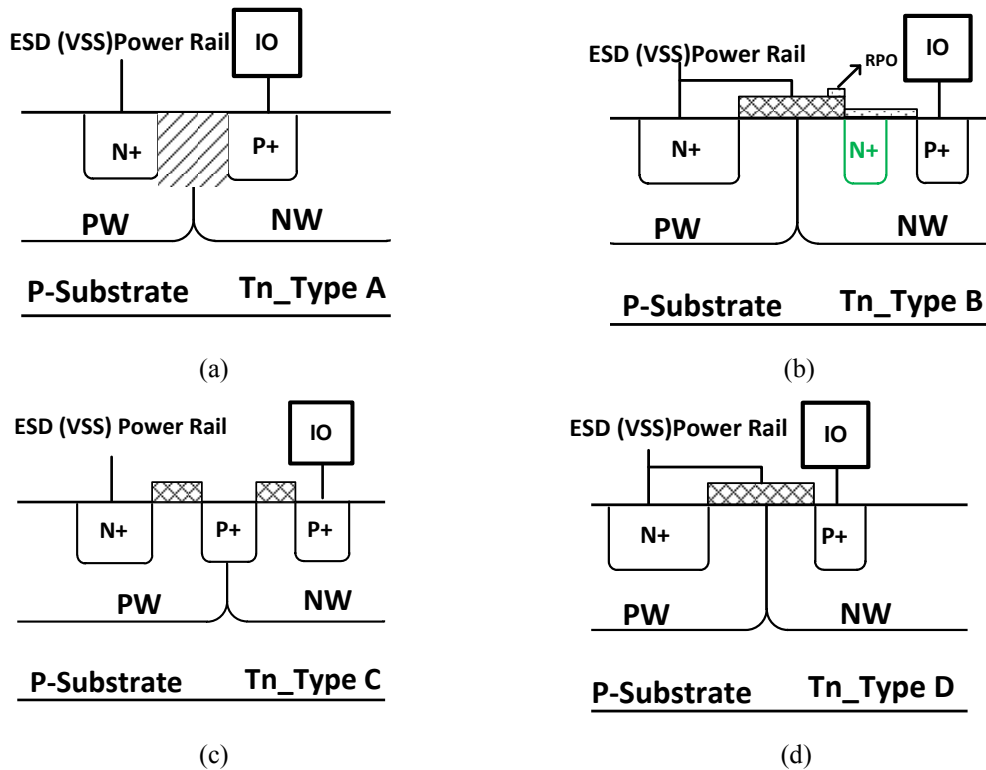 ESD (VSS)Power Rail
IO
N+
P+
PW
NW
P-Substrate
Tn_Type A
(a)
ESD (VSS)Power Rail
RPO
IO
N+
N+
P+
PW
NW
P-Substrate
Tn_Type B
(b)
ESD (VSS) Power Rail
IO
N+
P+
P+
PW
NW
P-Substrate
Tn_Type C
(c)
ESD (VSS)Power Rail
IO
N+
P+
PW
NW
P-Substrate
Tn_Type D
(d)